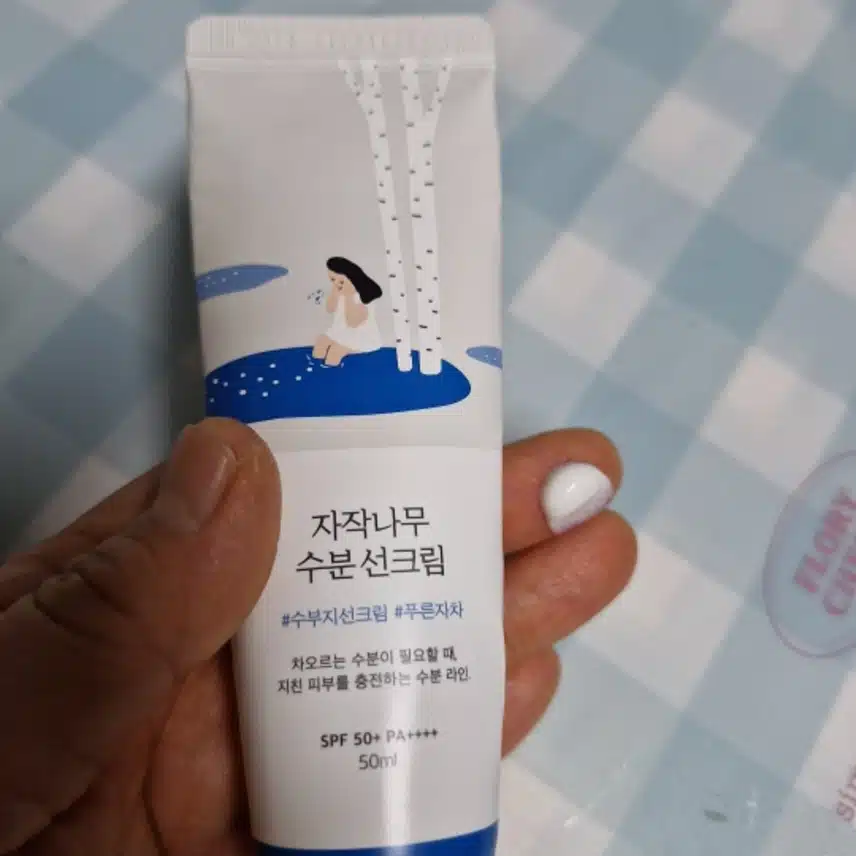 자작나무
수분 선크림
#수부지선크림 #푸른자차
차오르는 수분이 필요할 때,
지친 피부를 충전하는 수분 라인.
SPF 50+ PA++++
50ml
FLORY